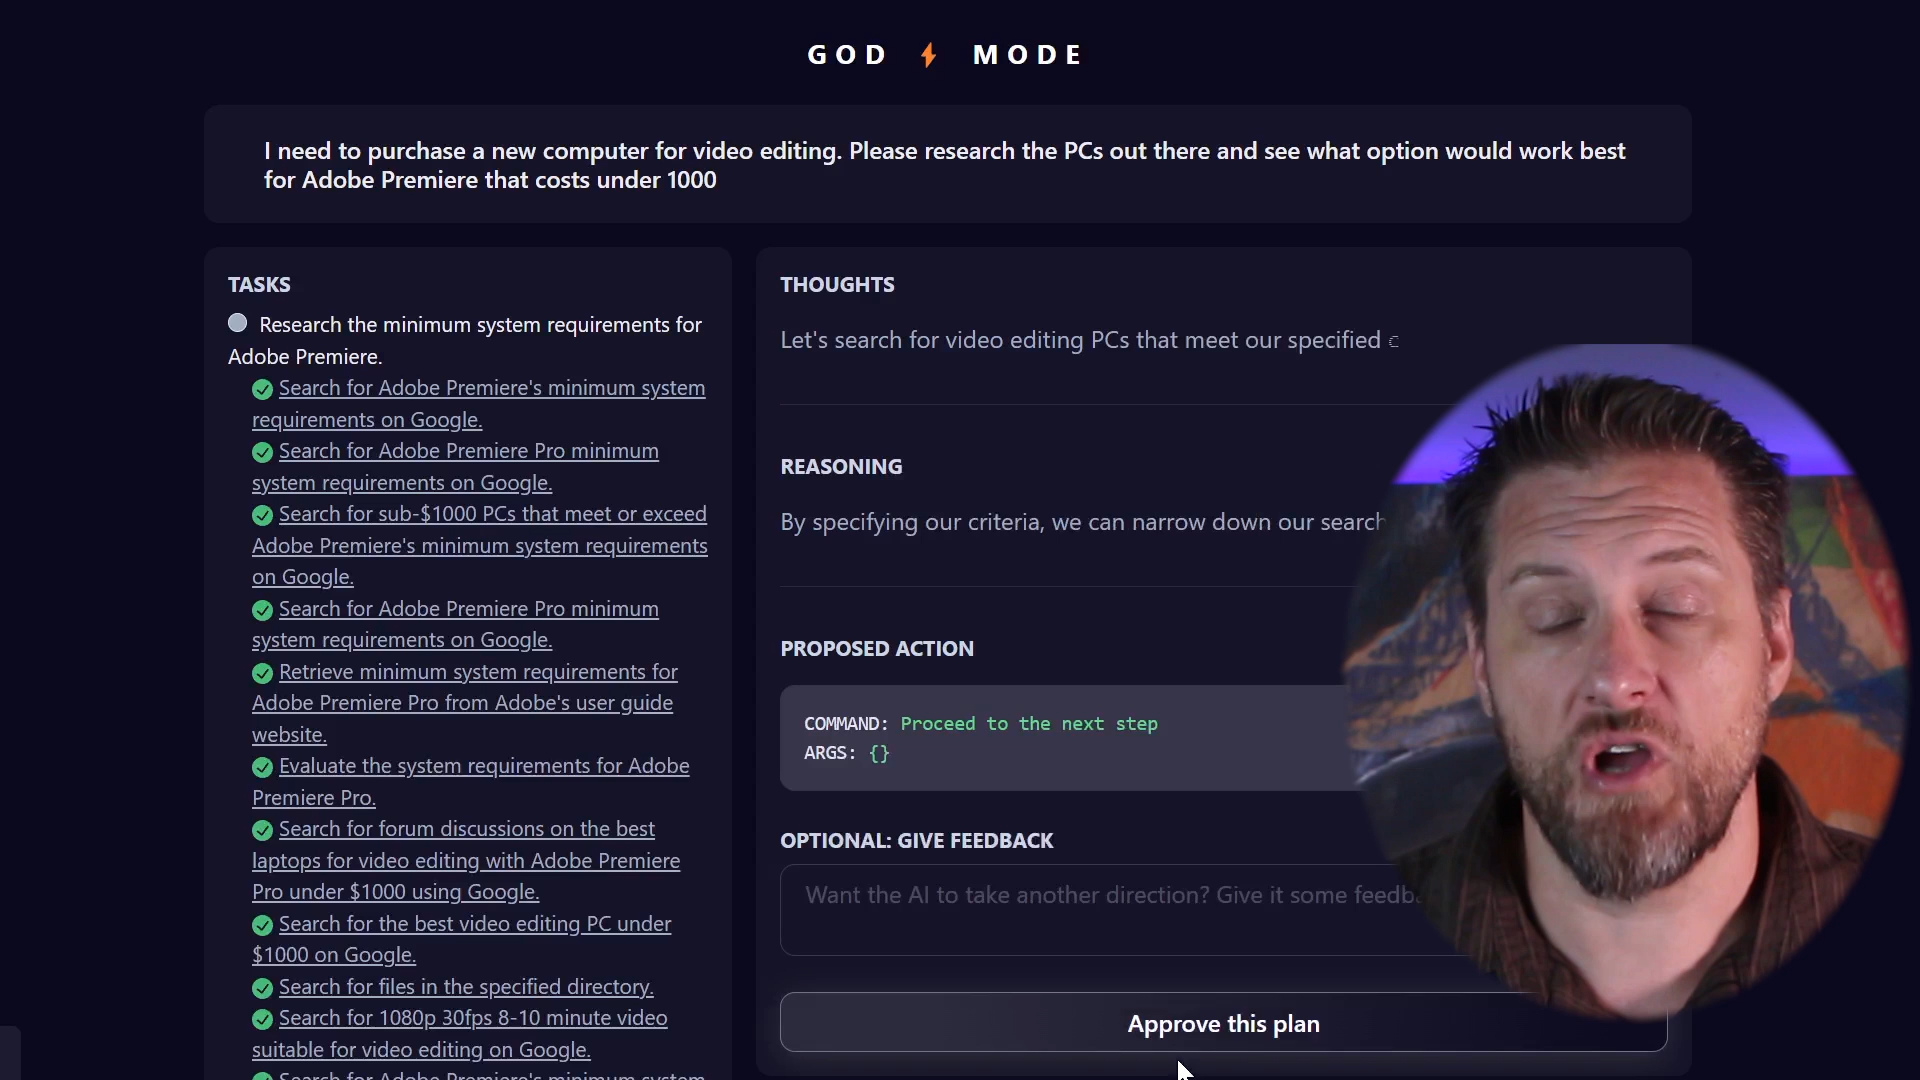 GOD MODE
I need to purchase a new computer for video editing. Please research the PCs out there and see what option would work best
for Adobe Premiere that costs under 1000
TASKS
Research the minimum system requirements for
Adobe Premiere.
Search for Adobe Premiere's minimum system
requirements on Google.
Search for Adobe Premiere Pro minimum
system requirements on Google.
Search for sub-$1000 PCs that meet or exceed
Adobe Premiere's minimum system requirements
on Google.
Search for Adobe Premiere Pro minimum
system requirements on Google.
Retrieve minimum system requirements for
Adobe Premiere Pro from Adobe's user guide
website.
Evaluate the system requirements for Adobe
Premiere Pro.
Search for forum discussions on the best
laptops for video editing with Adobe Premiere
Pro under $1000 using Google.
Search for the best video editing PC under
$1000 on Google.
Search for files in the specified directory.
Search for 1080p 30fps 8-10 minute video
suitable for video editing on Google.
Search for Adobe Premiere's minimum system
THOUGHTS
Let's search for video editing PCs that meet our specified c
REASONING
By specifying our criteria, we can narrow down our search
PROPOSED ACTION
COMMAND: Proceed to the next step
ARGS: {}
OPTIONAL: GIVE FEEDBACK
Want the AI to take another direction? Give it some feedba
Approve this plan